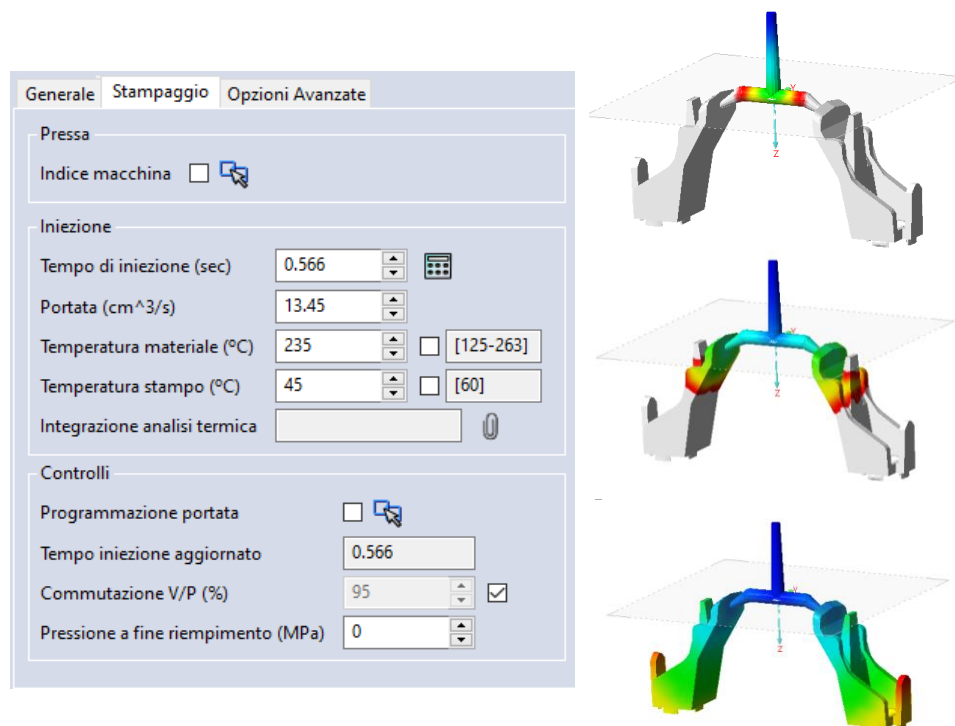 Generale Stampaggio Opzioni Avanzate
Pressa
Indice macchina
Iniezione
Tempo di iniezione (sec) 0.566
Portata (cm^3/s) 13.45
Temperatura materiale (ºC) 235 [125-263]
Temperatura stampo (ºC) 45 [60]
Integrazione analisi termica
Controlli
Programmazione portata
Tempo iniezione aggiornato 0.566
Commutazione V/P (%) 95
Pressione a fine riempimento (MPa) 0
Y
Z
Y
Z
Y
Z